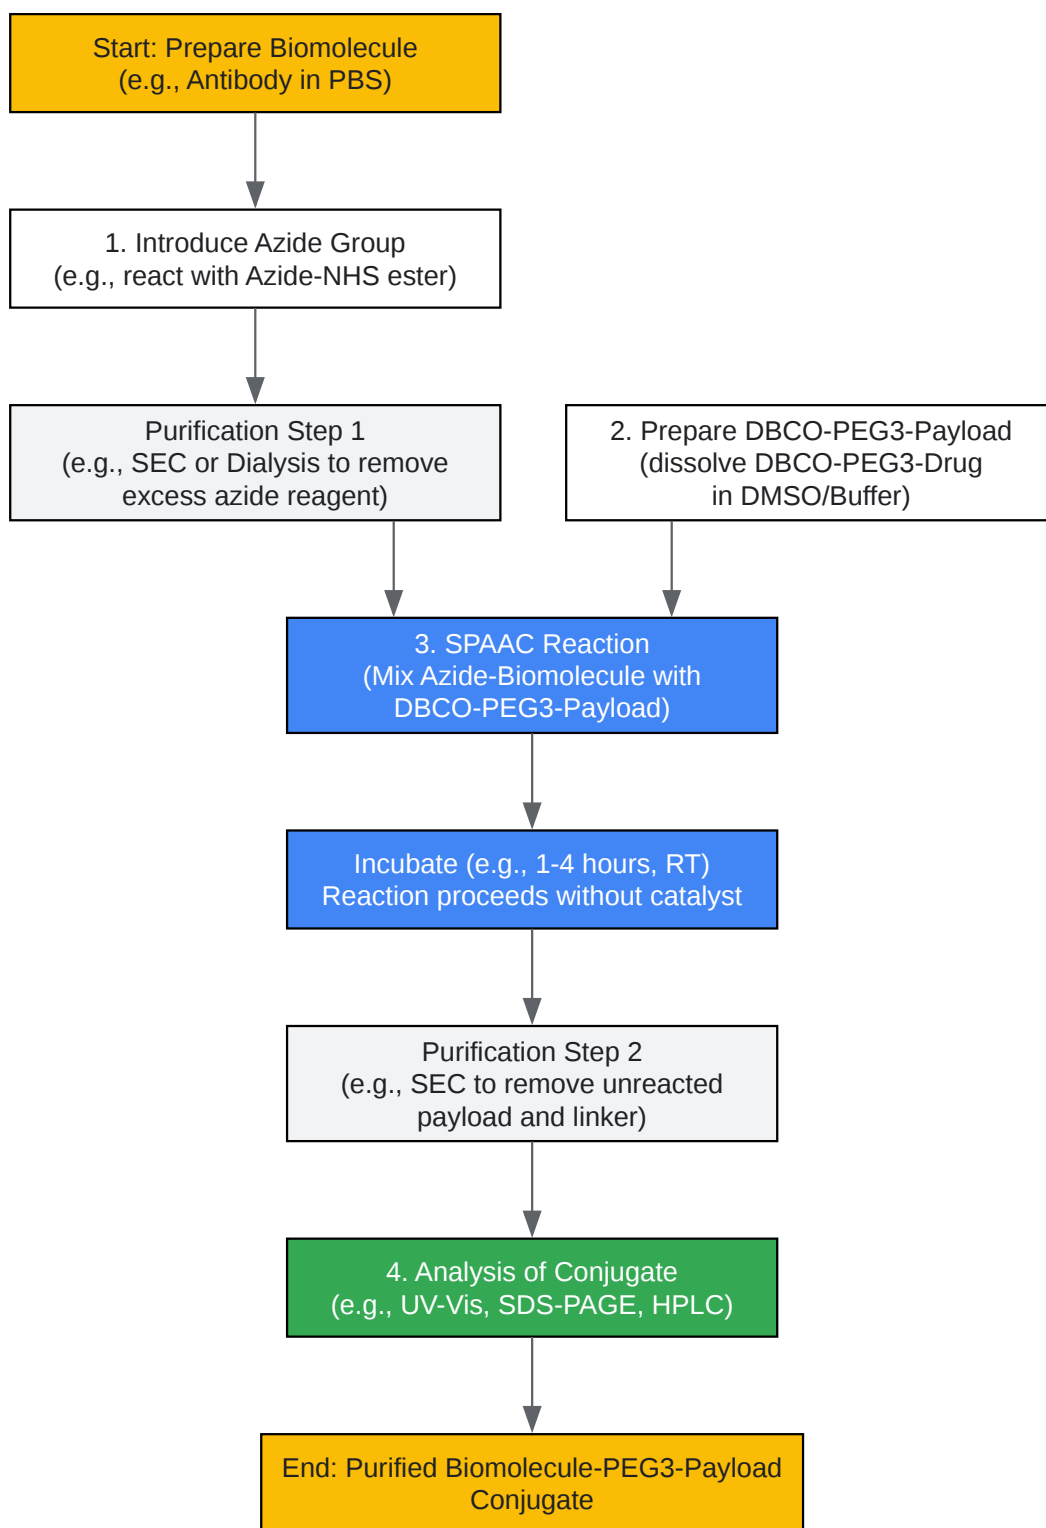 Start: Prepare Biomolecule
(e.g., Antibody in PBS)
1. Introduce Azide Group
(e.g., react with Azide-NHS ester)
Purification Step 1
(e.g., SEC or Dialysis to remove
excess azide reagent)
2. Prepare DBCO-PEG3-Payload
(dissolve DBCO-PEG3-Drug
in DMSO/Buffer)
3. SPAAC Reaction
(Mix Azide-Biomolecule with
DBCO-PEG3-Payload)
Incubate (e.g., 1-4 hours, RT)
Reaction proceeds without catalyst
Purification Step 2
(e.g., SEC to remove unreacted
payload and linker)
4. Analysis of Conjugate
(e.g., UV-Vis, SDS-PAGE, HPLC)
End: Purified Biomolecule-PEG3-Payload
Conjugate